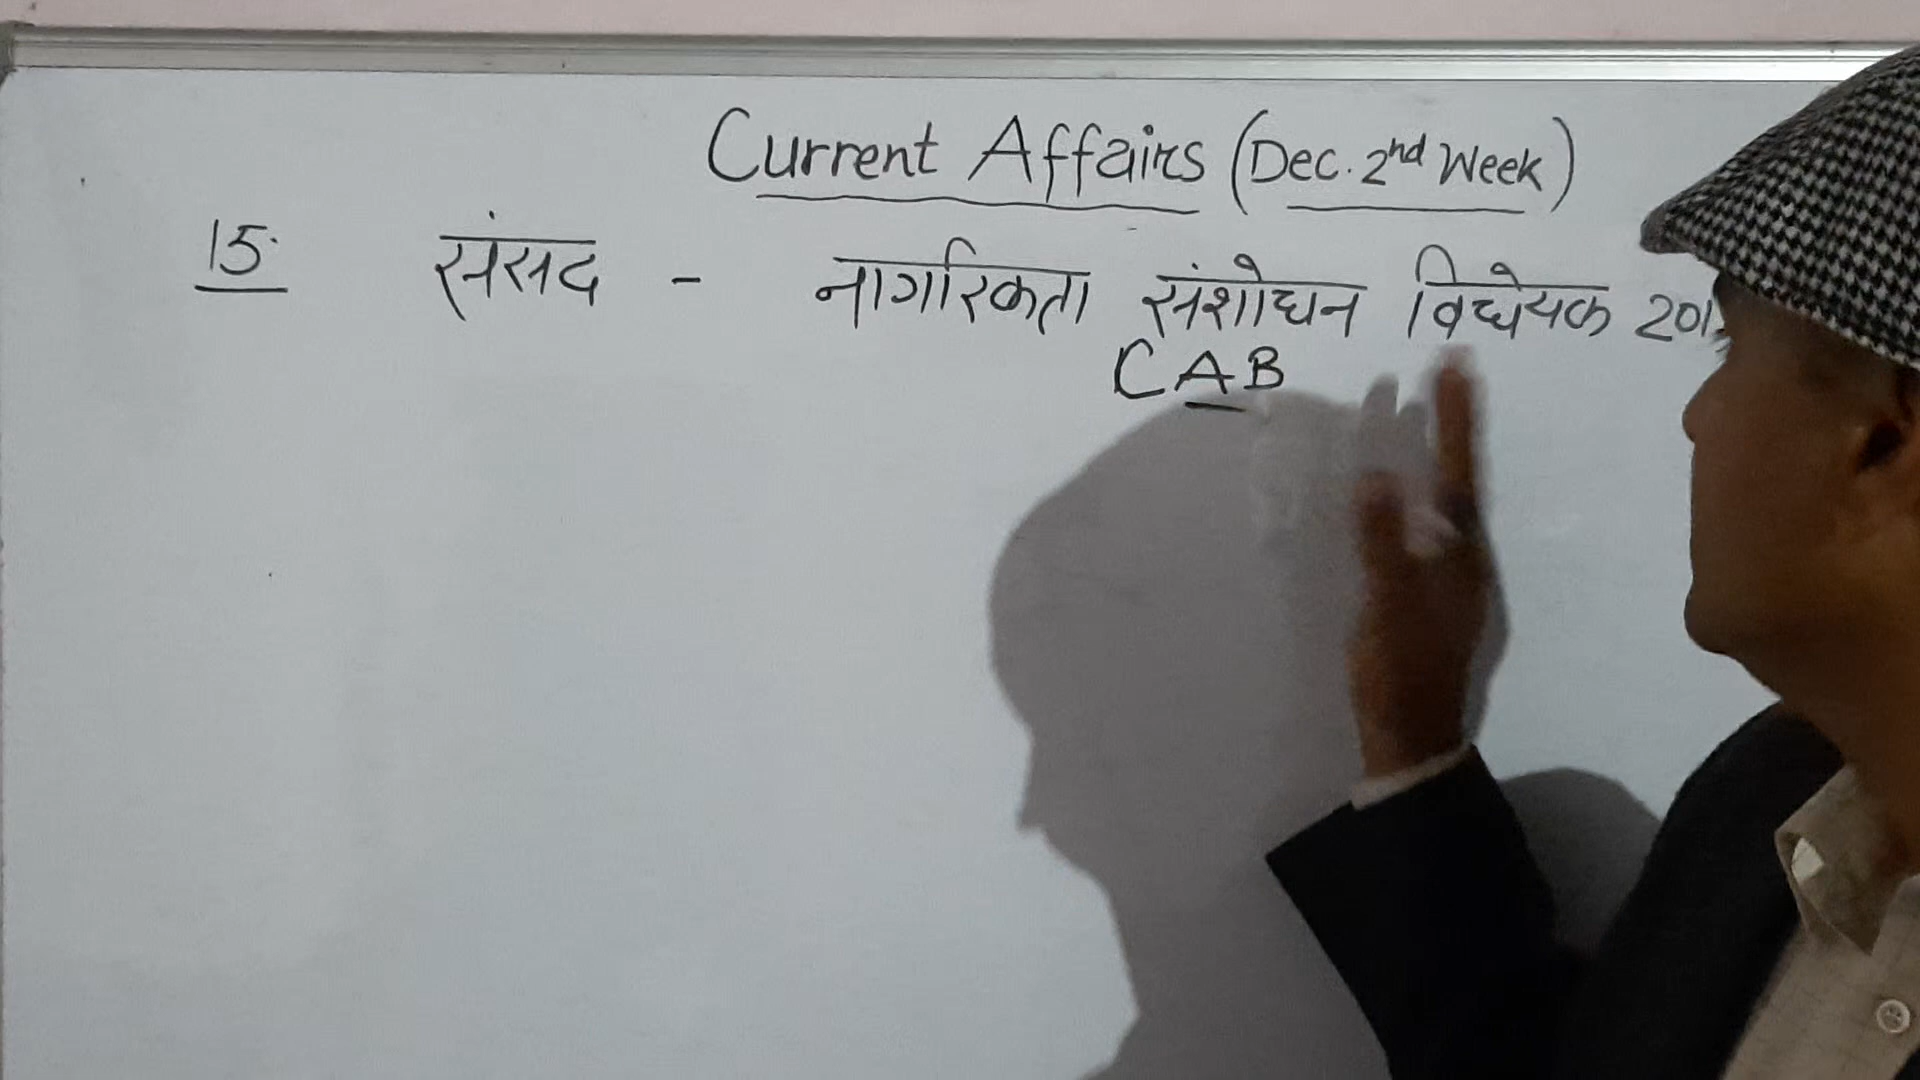 Current Affairs (Dec. 2nd Week)
15. संसद - नागरिकता संशोधन विधेयक
CAB